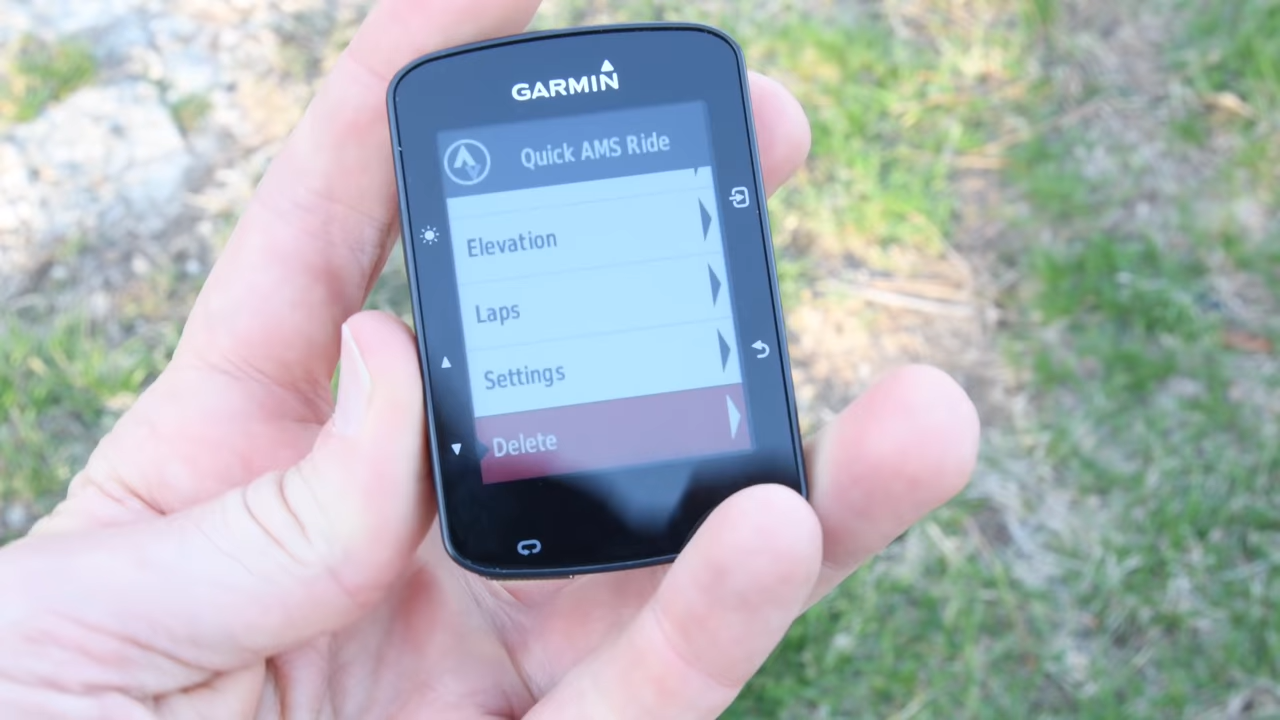 GARMIN
Quick AMS Ride
Elevation
Laps
Settings
Delete